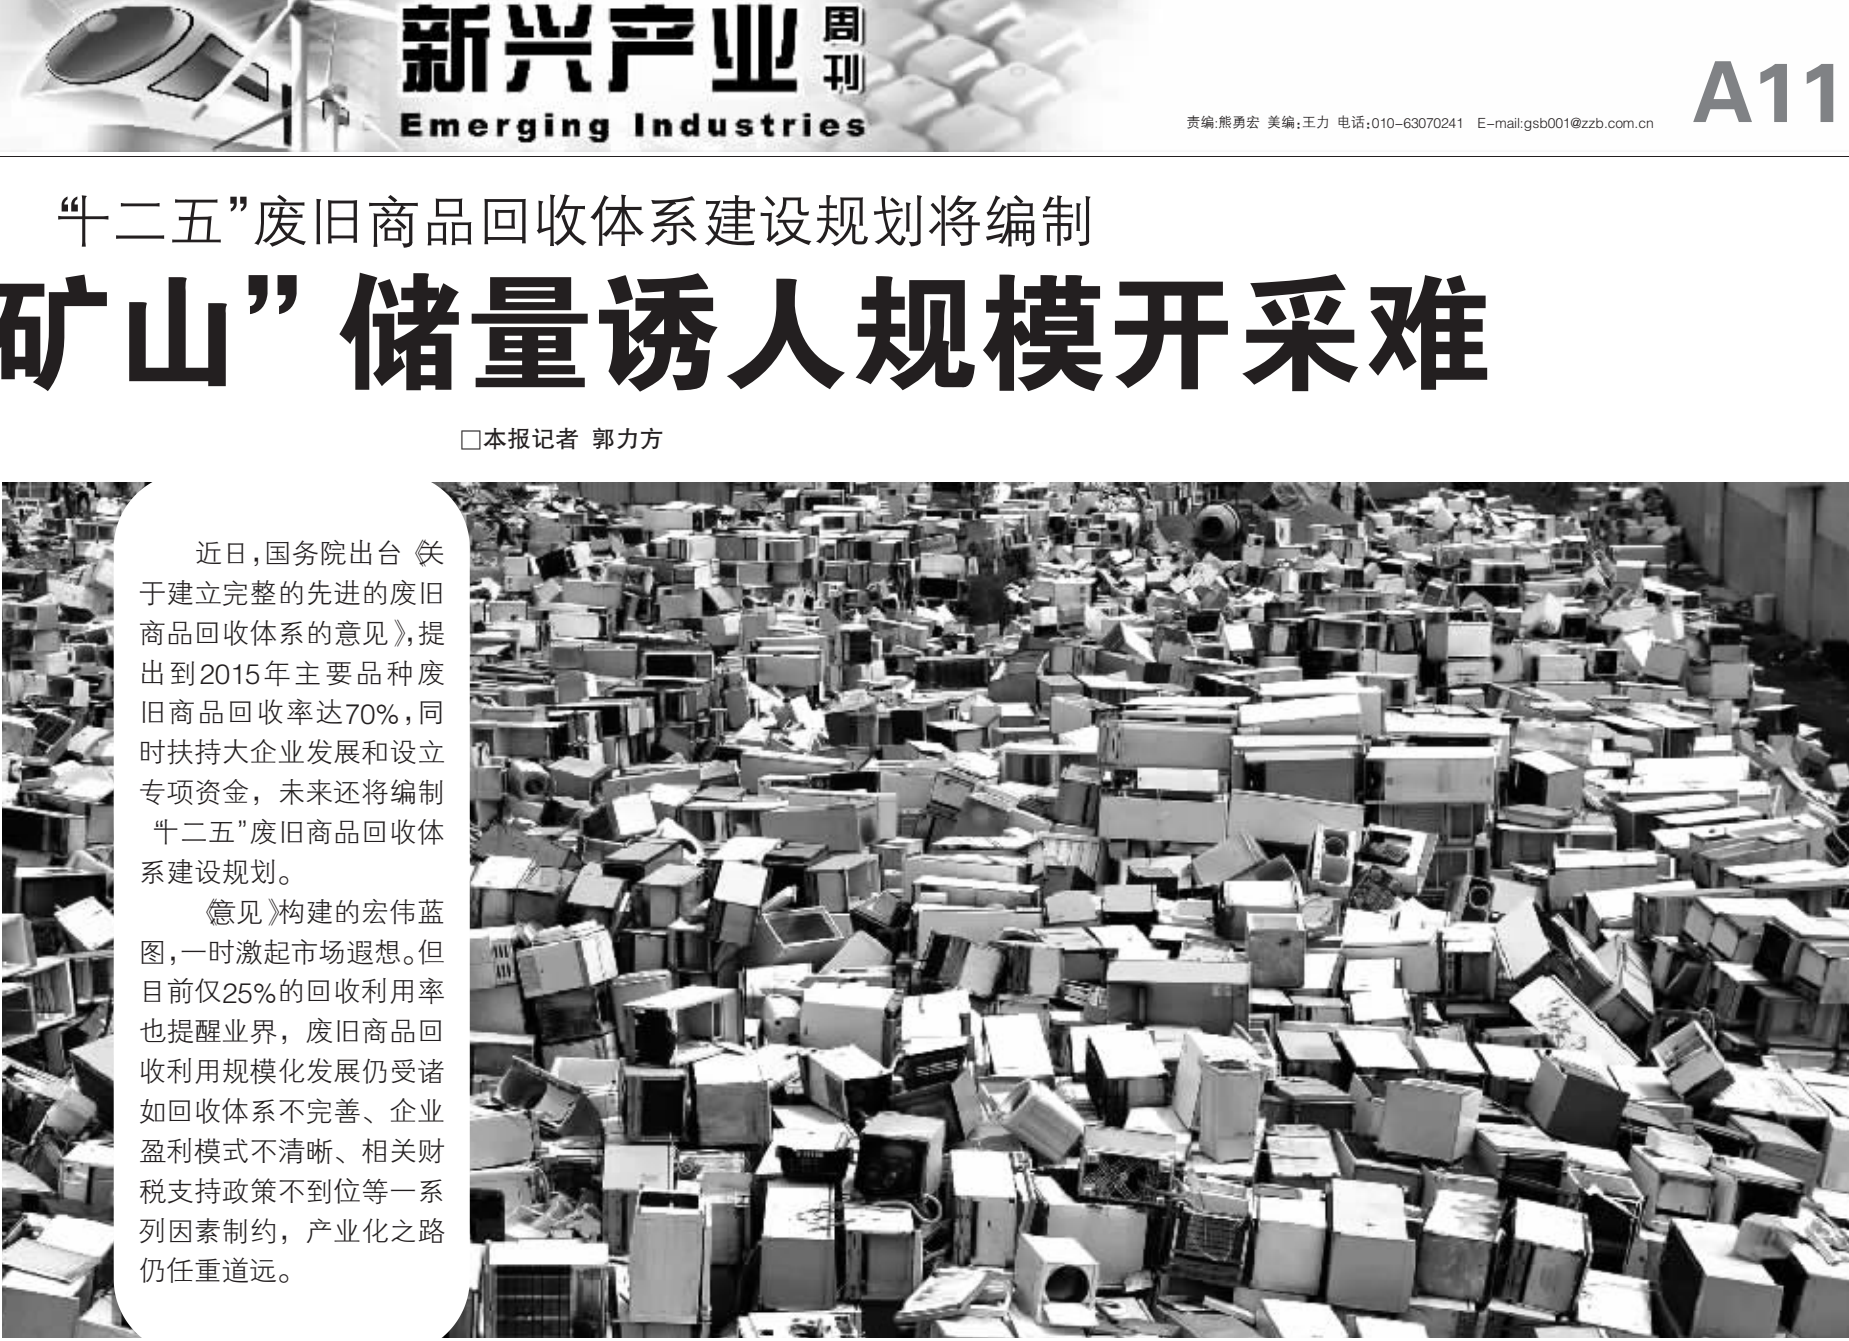 新兴产业
周刊
Emerging Industries
责编:熊勇宏 美编:王力 电话:010-63070241 E-mail:gsb001@zzb.com.cn
A11
“十二五”废旧商品回收体系建设规划将编制
矿山”储量诱人规模开采难
□本报记者 郭力方
近日,国务院出台《关
于建立完整的先进的废旧
商品回收体系的意见》,提
出到2015年主要品种废
旧商品回收率达70%,同
时扶持大企业发展和设立
专项资金，未来还将编制
“十二五”废旧商品回收体
系建设规划。
《意见》构建的宏伟蓝
图,一时激起市场遐想。但
目前仅25%的回收利用率
也提醒业界，废旧商品回
收利用规模化发展仍受诸
如回收体系不完善、企业
盈利模式不清晰、相关财
税支持政策不到位等一系
列因素制约，产业化之路
仍任重道远。